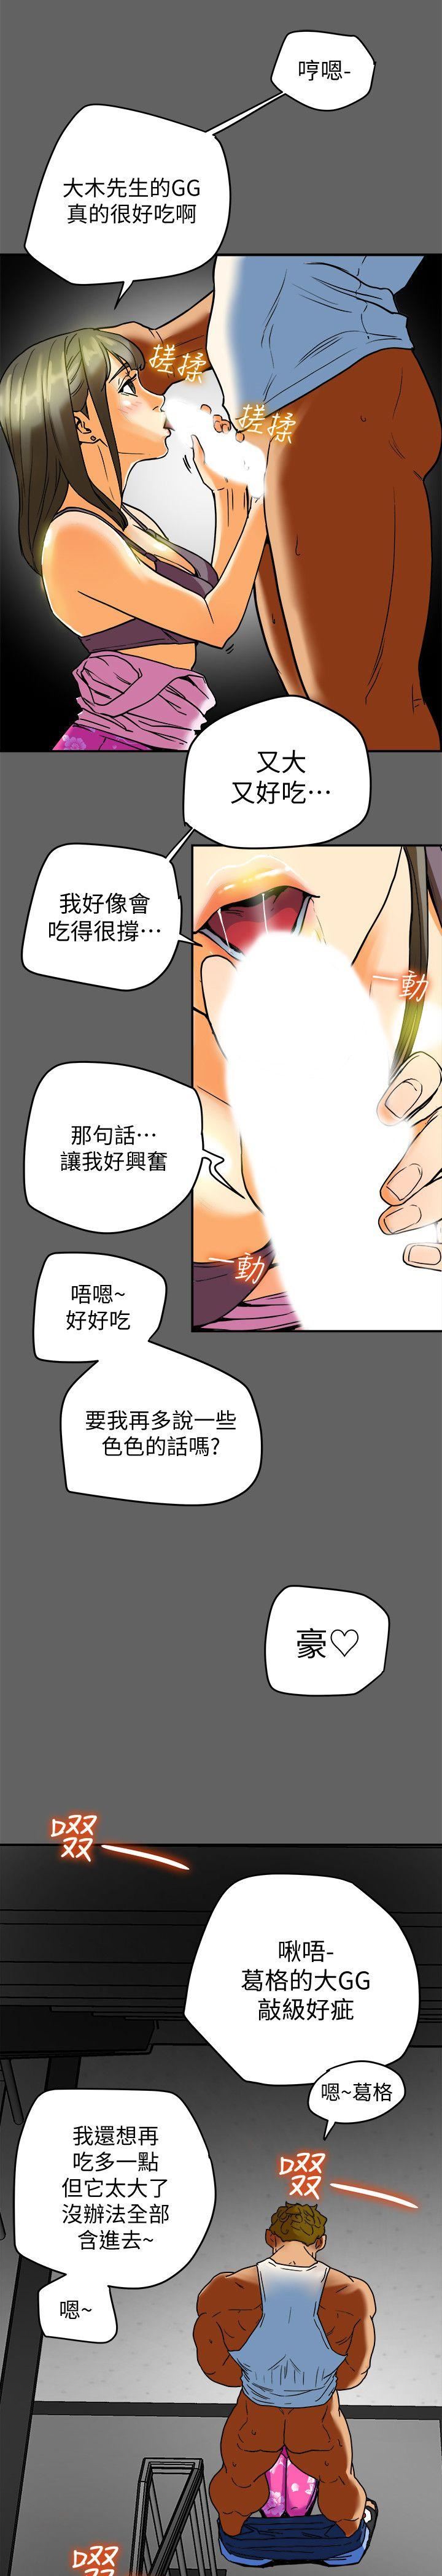 哼嗯-
大木先生的GG
真的很好吃啊
搓揉
搓揉
又大
又好吃⋯
我好像會
吃得很撐⋯
一動
那句話⋯
讓我好興奮
一動
唔嗯~
好好吃
要我再多說一些
色色的話嗎?
豪♡
啜
啾唔-
葛格的大GG
敲級好疵
嗯~葛格
啜
我還想再
吃多一點
但它太大了
沒辦法全部
含進去~
嗯~
啜